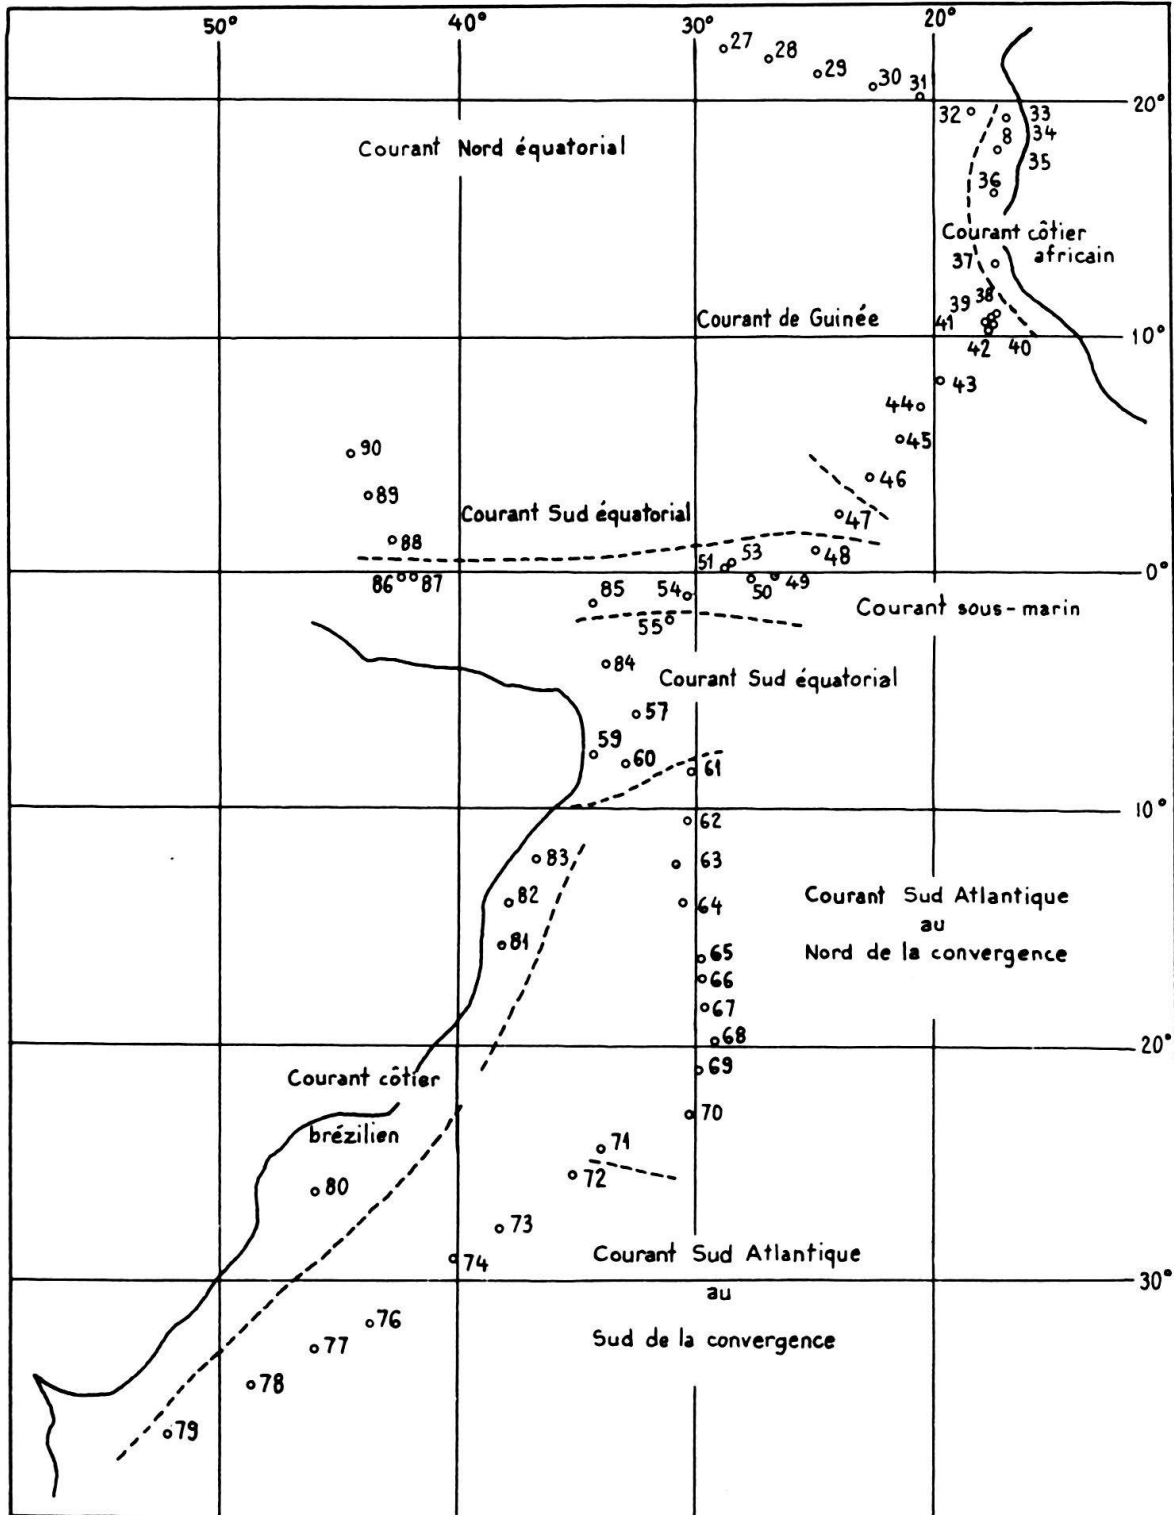 50° 40° 30° 20°
27
28
29
30 31
20°
32 33
8 34
35
Courant Nord équatorial
36
Courant côtier
africain
37
38
39
Courant de Guinée 41
10°
42 40
43
44
45
90
46
89
Courant Sud équatorial
47
88
51 53 48
0°
86 87 85 54 50 49
Courant sous-marin
55
84
Courant Sud équatorial
57
59
60 61
10°
62
83 63
82 64
Courant Sud Atlantique
au
Nord de la convergence
81 65
66
67
68
20°
69
Courant côtier
brézilien
70
71
72
80
73
74
Courant Sud Atlantique
au
Sud de la convergence
30°
76
77
78
79